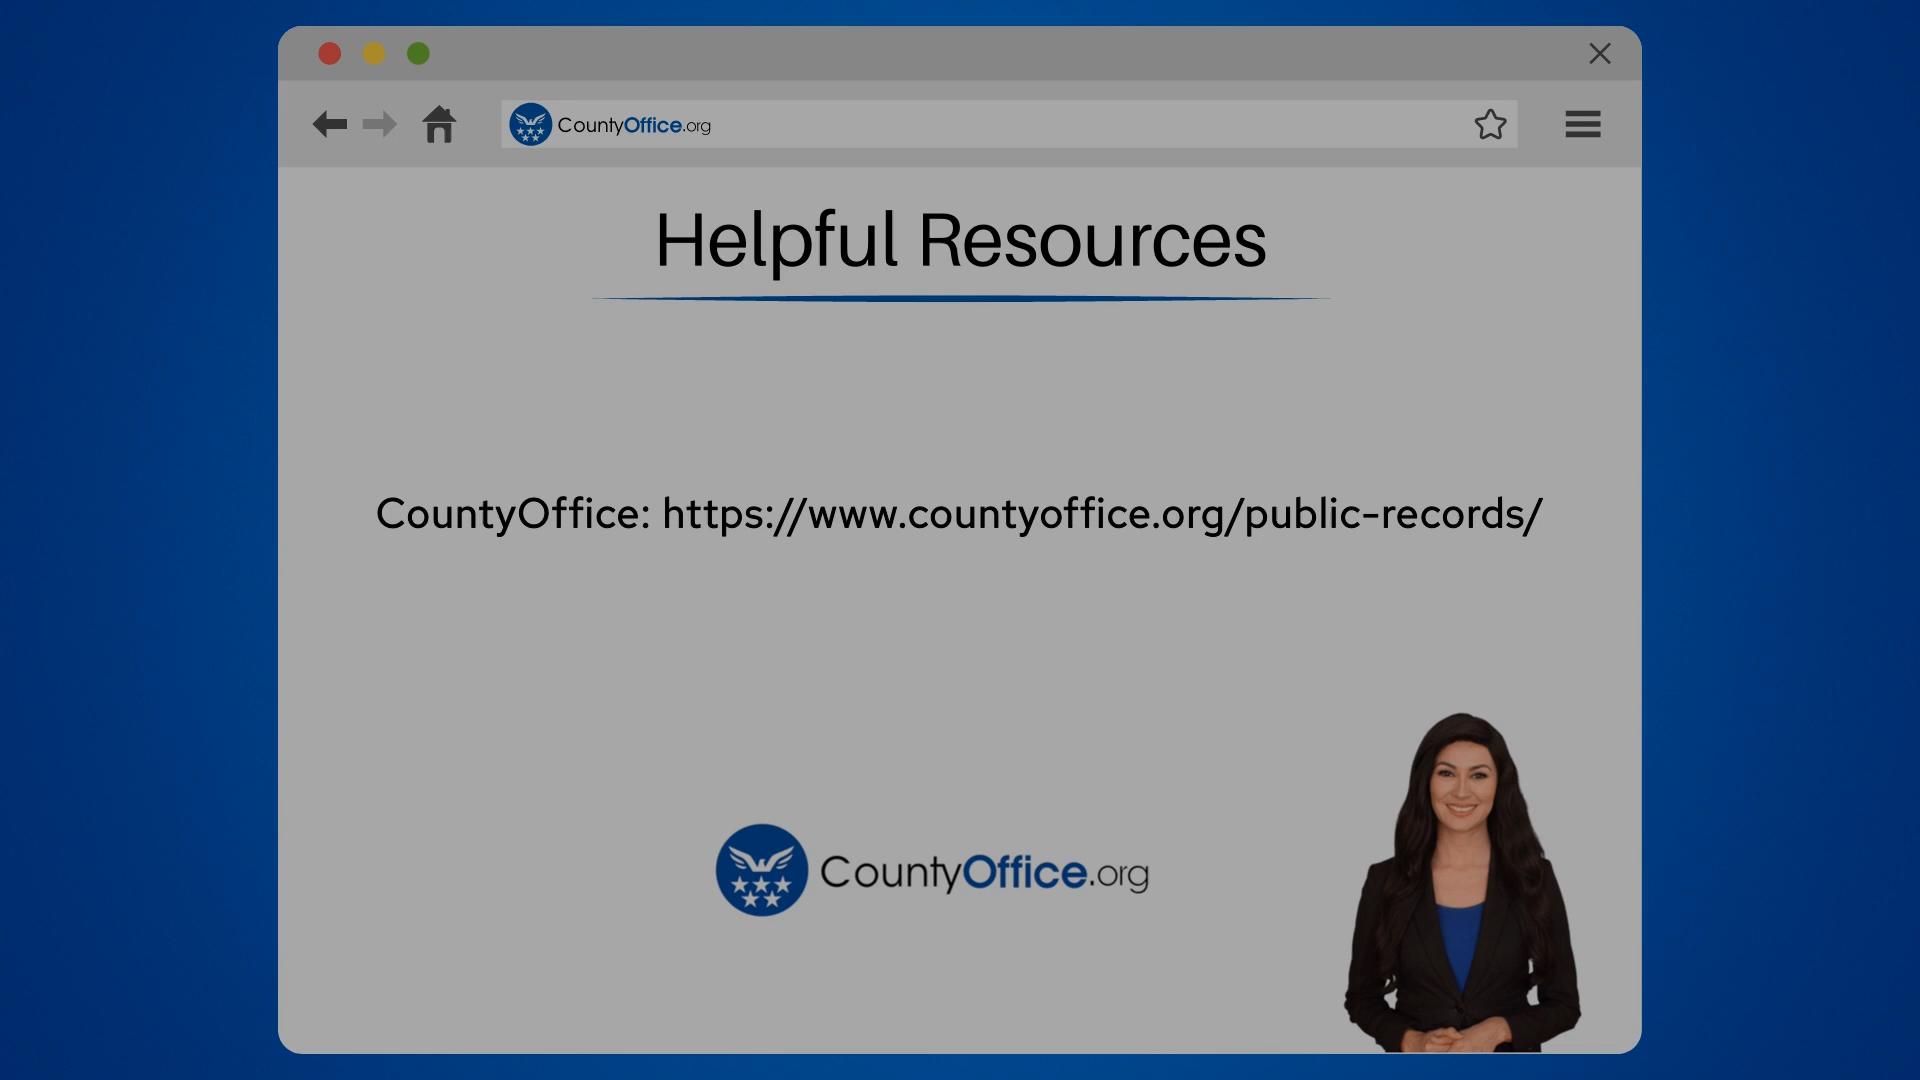 CountyOffice.org
Helpful Resources
CountyOffice: https://www.countyoffice.org/public-records/
CountyOffice.org